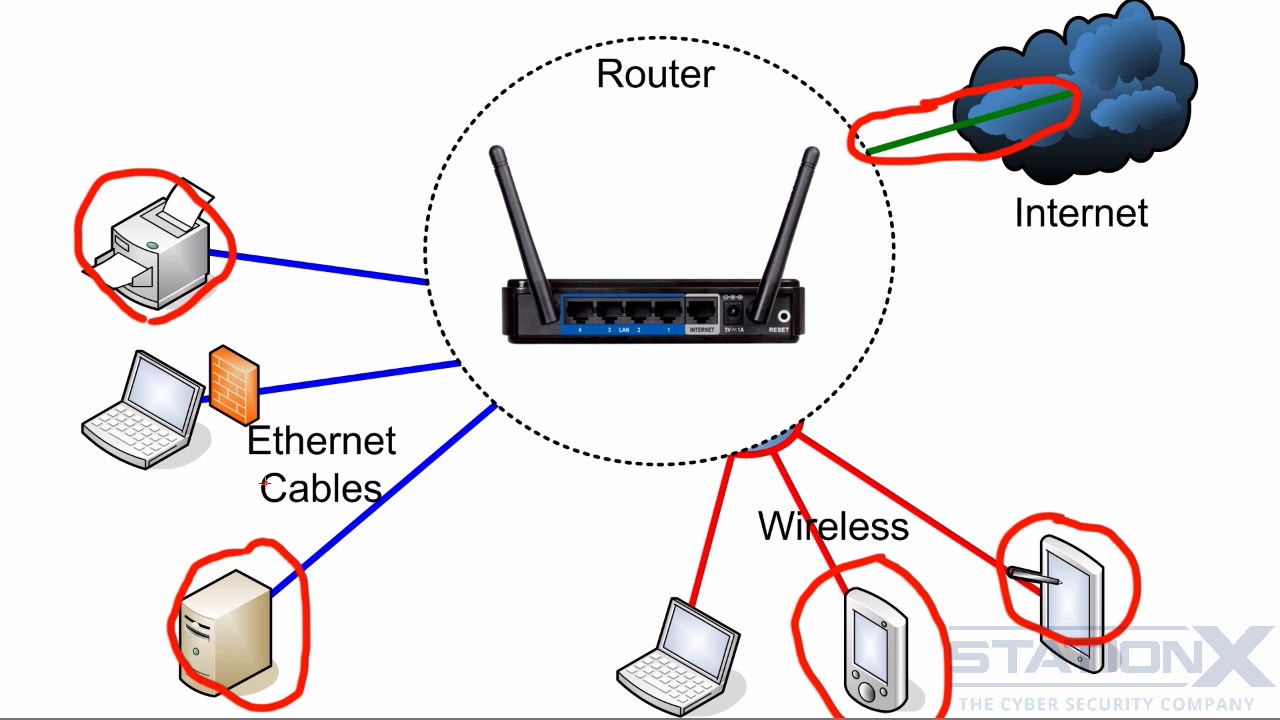 Router
Internet
4 3 LAN 2 1 INTERNET 5V⎓1A RESET
Ethernet
Cables
Wireless
STATIONX
THE CYBER SECURITY COMPANY